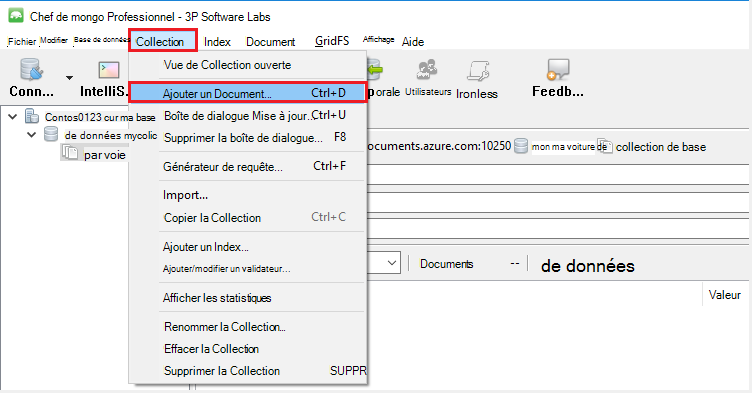 Chef de mongo Professionnel - 3P Software Labs
Fichier Modifier Base de données Collection Index Document GridFS Affichage Aide
Conn... IntelliS. porale Utilisateurs Ironless Feedb...
Vue de Collection ouverte
Ajouter un Document... Ctrl+D
Boîte de dialogue Mise à jour..Ctrl+U
Supprimer la boîte de dialogue... F8
Générateur de requête... Ctrl+F
Import...
Copier la Collection Ctrl+C
Ajouter un Index...
Ajouter/modifier un validateur...
Afficher les statistiques
Renommer la Collection..
Effacer la Collection
Supprimer la Collection SUPPR
Contos0123 cur ma base
de données mycolic
par voie
ocuments.azure.com:10250 mon ma voiture de collection de base
Documents -- de données
Valeur